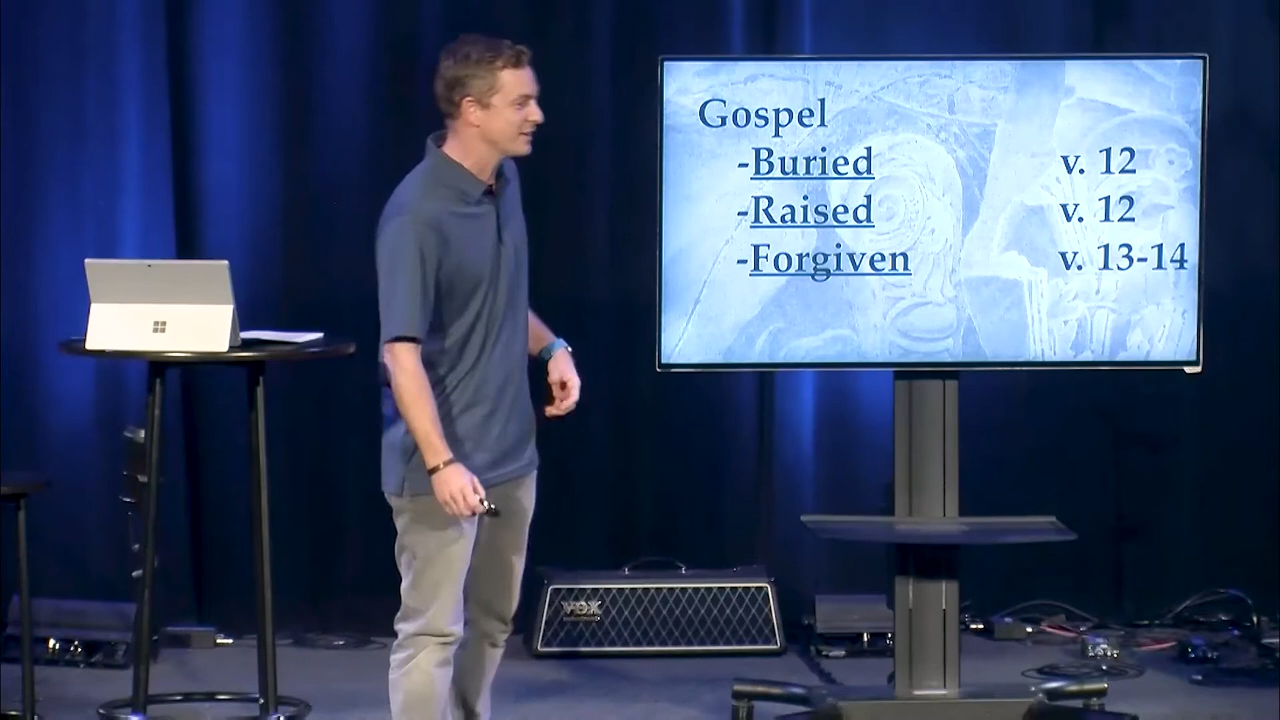 Gospel
-Buried v. 12
-Raised v. 12
-Forgiven v. 13-14
VOX